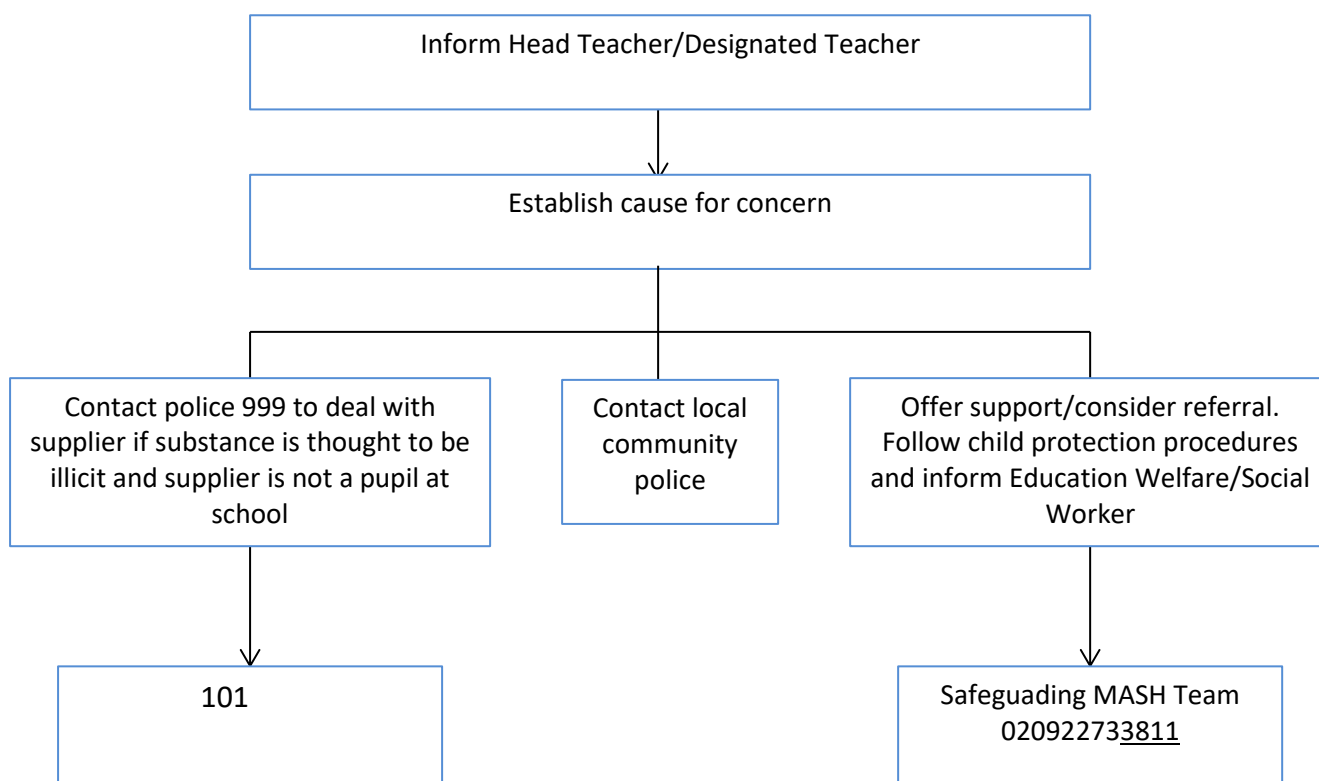 Inform Head Teacher/Designated Teacher
Establish cause for concern
Contact police 999 to deal with
supplier if substance is thought to be
illicit and supplier is not a pupil at
school
Contact local
community
police
Offer support/consider referral.
Follow child protection procedures
and inform Education Welfare/Social
Worker
101
Safeguading MASH Team
02092273​3811